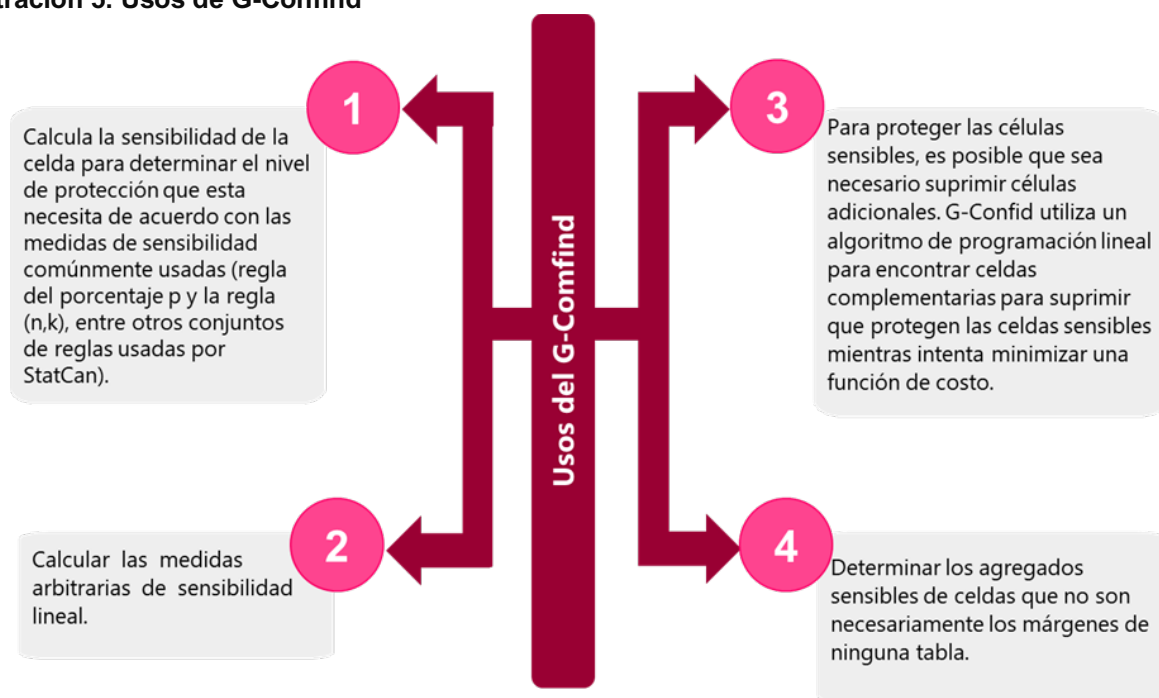 tración 5. Usos de G-Confind
1
Calcula la sensibilidad de la
celda para determinar el nivel
de protección que esta
necesita de acuerdo con las
medidas de sensibilidad
comúnmente usadas (regla
del porcentaje p y la regla
(n,k), entre otros conjuntos
de reglas usadas por
StatCan).
2
Calcular las medidas
arbitrarias de sensibilidad
lineal.
Usos del G-Comfind
3
Para proteger las células
sensibles, es posible que sea
necesario suprimir células
adicionales. G-Confid utiliza un
algoritmo de programación lineal
para encontrar celdas
complementarias para suprimir
que protegen las celdas sensibles
mientras intenta minimizar una
función de costo.
4
Determinar los agregados
sensibles de celdas que no son
necesariamente los márgenes de
ninguna tabla.